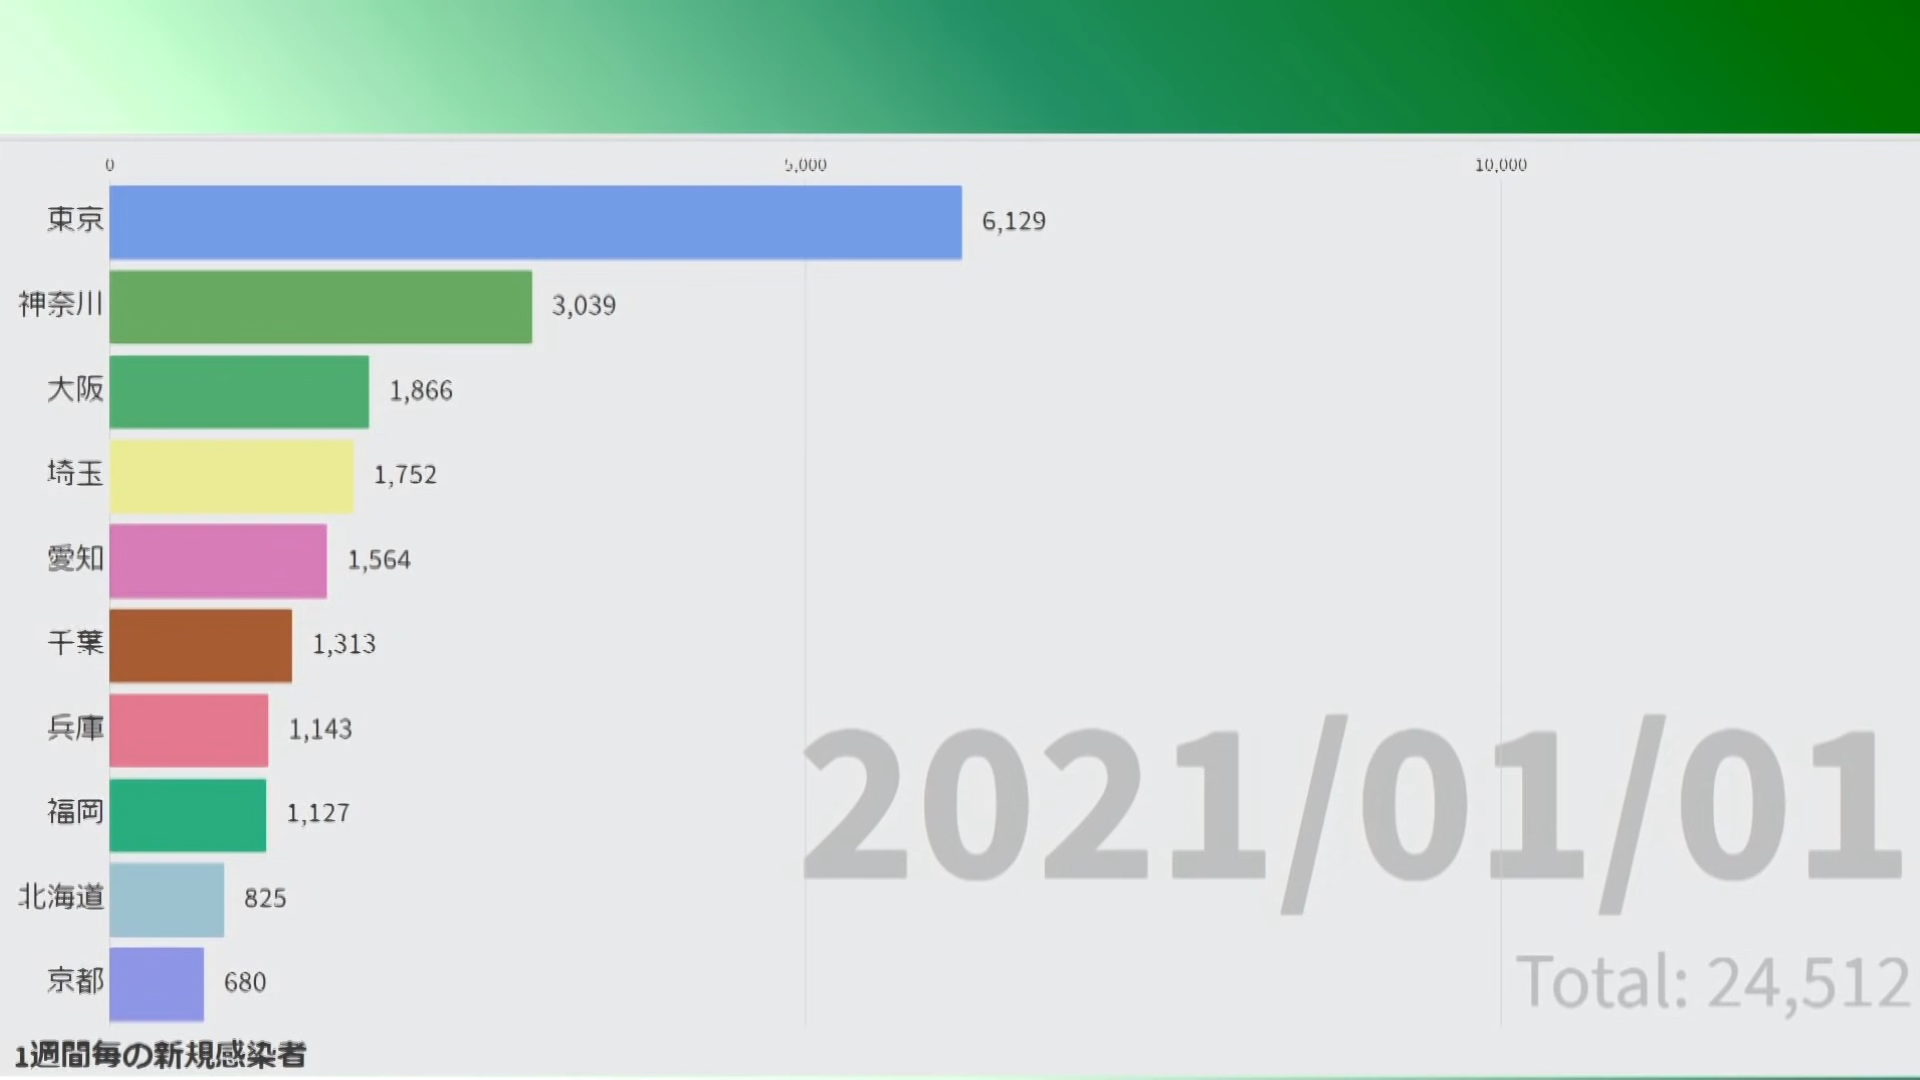 0 5,000 10,000
東京 6,129
神奈川 3,039
大阪 1,866
埼玉 1,752
愛知 1,564
千葉 1,313
兵庫 1,143
福岡 1,127
北海道 825
京都 680
2021/01/01
Total: 24,512
1週間毎の新規感染者